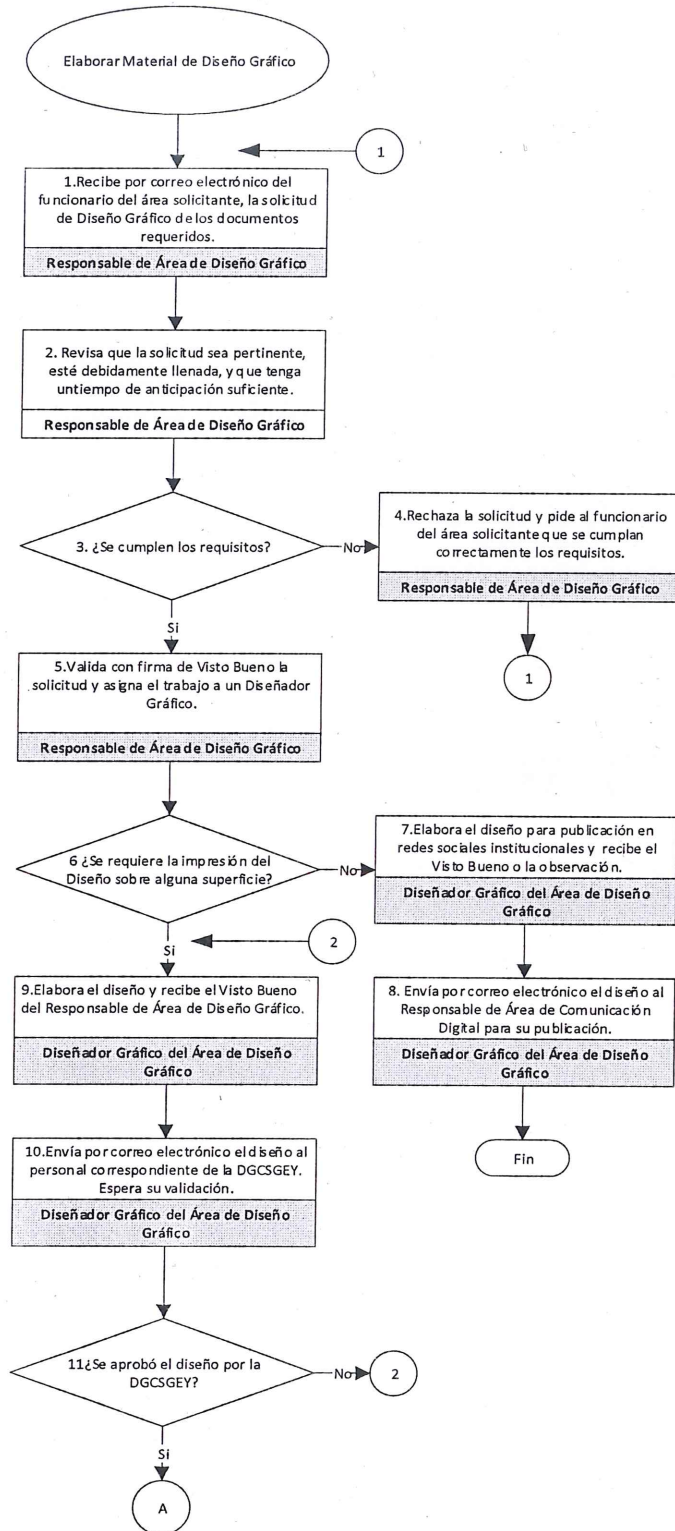 Elaborar Material de Diseño Gráfico
1
1.Recibe por correo electrónico del
funcionario del área solicitante, la solicitud
de Diseño Gráfico de los documentos
requeridos.
Responsable de Área de Diseño Gráfico
2. Revisa que la solicitud sea pertinente,
esté debidamente llenada, y que tenga
untiempo de anticipación suficiente.
Responsable de Área de Diseño Gráfico
3. ¿Se cumplen los requisitos?
No
4.Rechaza la solicitud y pide al funcionario
del área solicitante que se cumplan
correctamente los requisitos.
Responsable de Área de Diseño Gráfico
1
Si
5.Valida con firma de Visto Bueno la
solicitud y asigna el trabajo a un Diseñador
Gráfico.
Responsable de Área de Diseño Gráfico
6 ¿Se requiere la impresión del
Diseño sobre alguna superficie?
No
7.Elabora el diseño para publicación en
redes sociales institucionales y recibe el
Visto Bueno o la observación.
Diseñador Gráfico del Área de Diseño
Gráfico
8. Envía por correo electrónico el diseño al
Responsable de Área de Comunicación
Digital para su publicación.
Diseñador Gráfico del Área de Diseño
Gráfico
Fin
Si
2
9.Elabora el diseño y recibe el Visto Bueno
del Responsable de Área de Diseño Gráfico.
Diseñador Gráfico del Área de Diseño
Gráfico
10.Envía por correo electrónico el diseño al
personal correspondiente de la DGCSGEY.
Espera su validación.
Diseñador Gráfico del Área de Diseño
Gráfico
11¿Se aprobó el diseño por la
DGCSGEY?
No
2
Sí
A